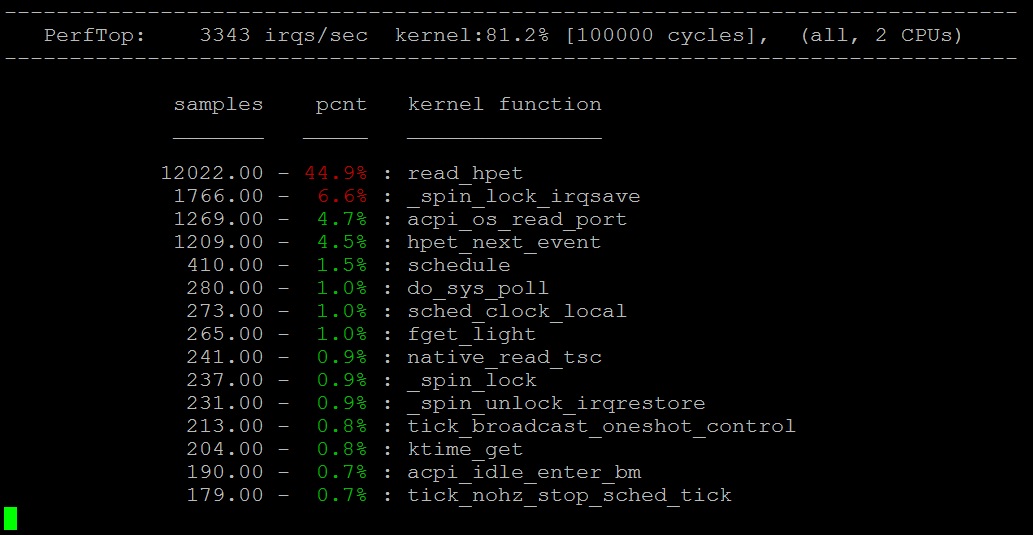 ------------------------------------------------------------------------------
PerfTop:    3343 irqs/sec  kernel:81.2% [100000 cycles],  (all, 2 CPUs)
------------------------------------------------------------------------------
samples    pcnt   kernel function
_______   _____   _______________
12022.00 - 44.9% : read_hpet
1766.00 -  6.6% : _spin_lock_irqsave
1269.00 -  4.7% : acpi_os_read_port
1209.00 -  4.5% : hpet_next_event
410.00 -  1.5% : schedule
280.00 -  1.0% : do_sys_poll
273.00 -  1.0% : sched_clock_local
265.00 -  1.0% : fget_light
241.00 -  0.9% : native_read_tsc
237.00 -  0.9% : _spin_lock
231.00 -  0.9% : _spin_unlock_irqrestore
213.00 -  0.8% : tick_broadcast_oneshot_control
204.00 -  0.8% : ktime_get
190.00 -  0.7% : acpi_idle_enter_bm
179.00 -  0.7% : tick_nohz_stop_sched_tick